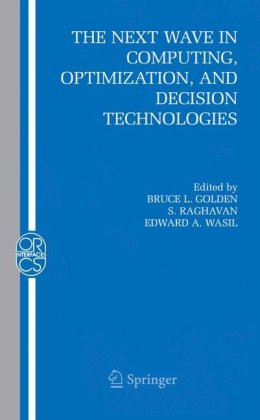 THE NEXT WAVE IN
COMPUTING,
OPTIMIZATION, AND
DECISION
TECHNOLOGIES
Edited by
BRUCE L. GOLDEN
S. RAGHAVAN
EDWARD A. WASIL
OR
INTERFACES
CS
Springer